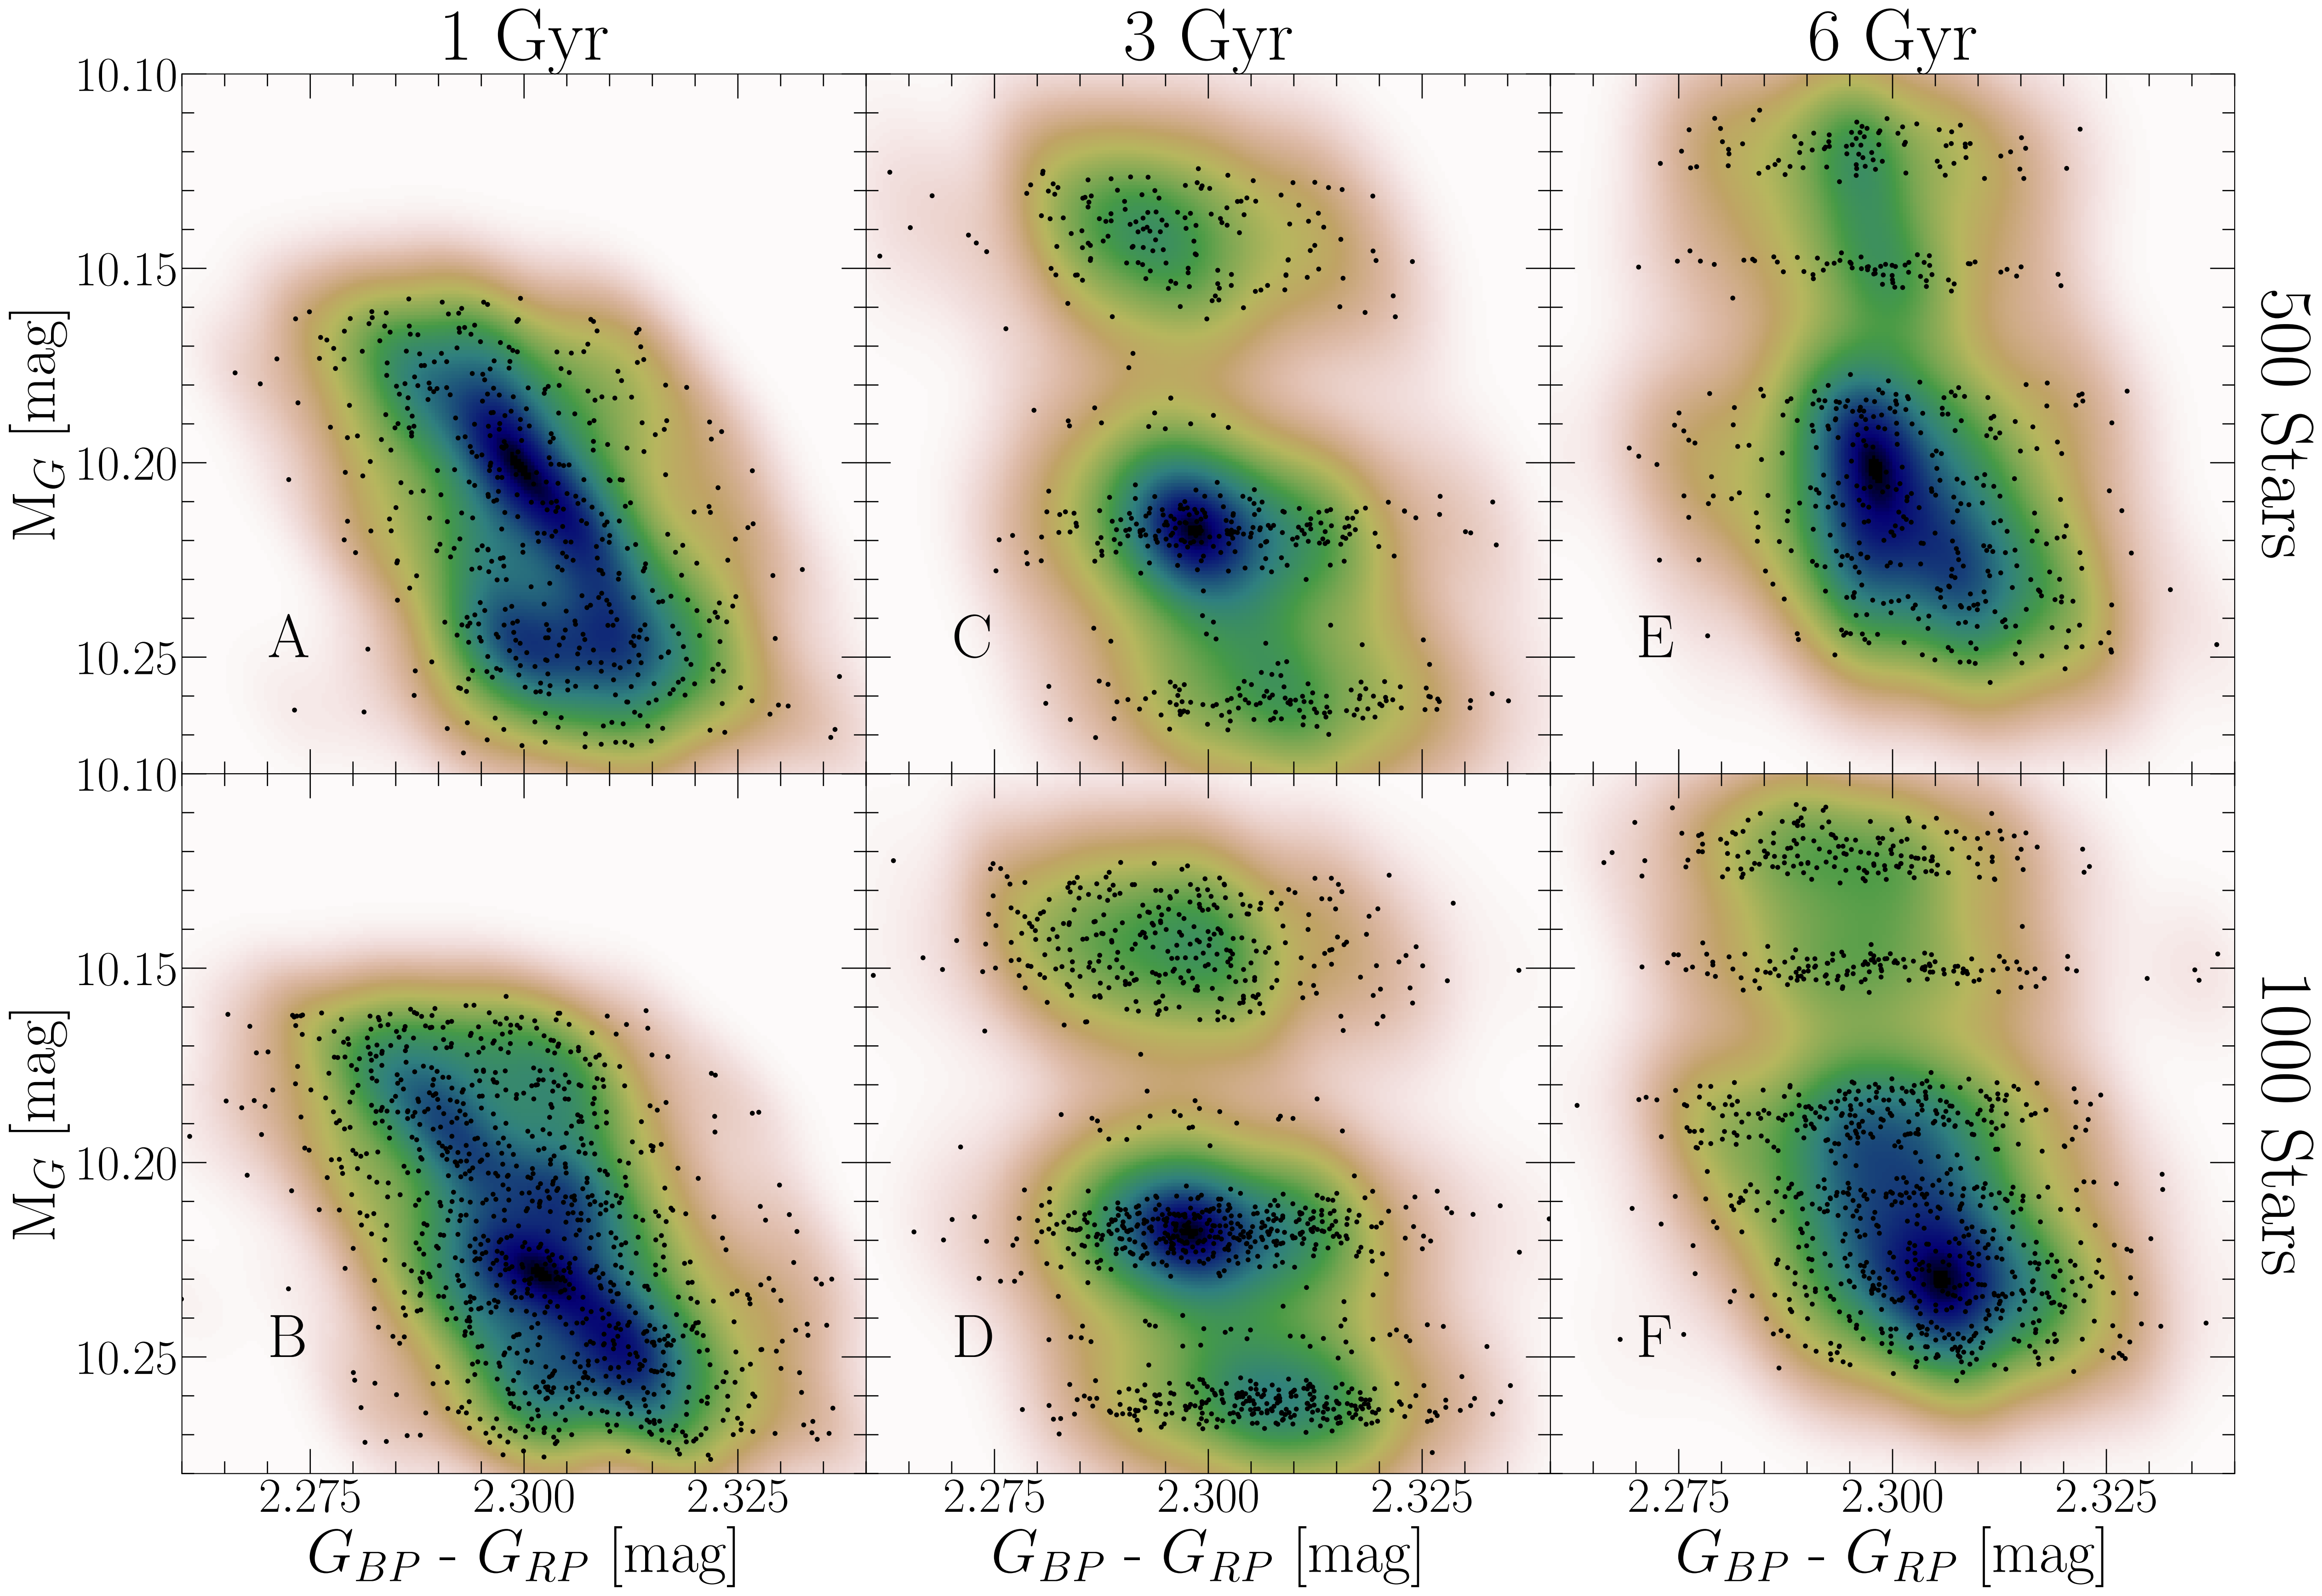 1 Gyr 3 Gyr 6 Gyr
10.10
10.15
10.20
10.25
M_G [mag]
A C E
500 Stars
10.10
10.15
10.20
10.25
M_G [mag]
B D F
1000 Stars
2.275 2.300 2.325 2.275 2.300 2.325 2.275 2.300 2.325
G_BP - G_RP [mag] G_BP - G_RP [mag] G_BP - G_RP [mag]